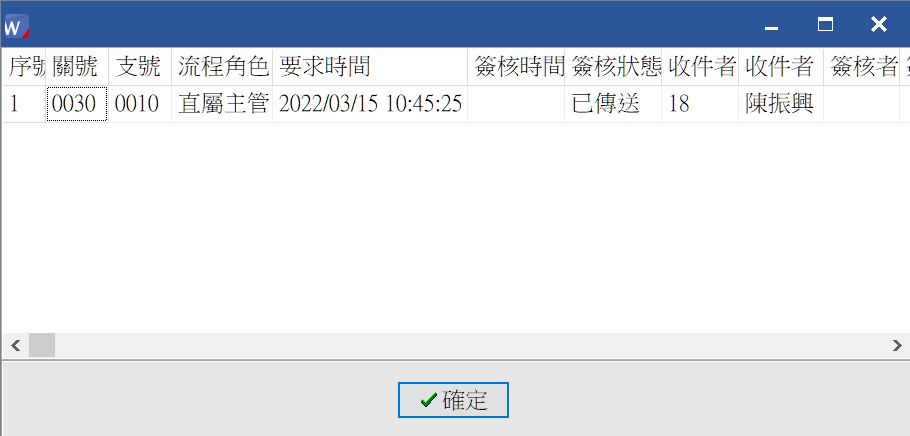 W
序號 關號 支號 流程角色 要求時間 簽核時間 簽核狀態 收件者 收件者 簽核者
1 0030 0010 直屬主管 2022/03/15 10:45:25 已傳送 18 陳振興
確定